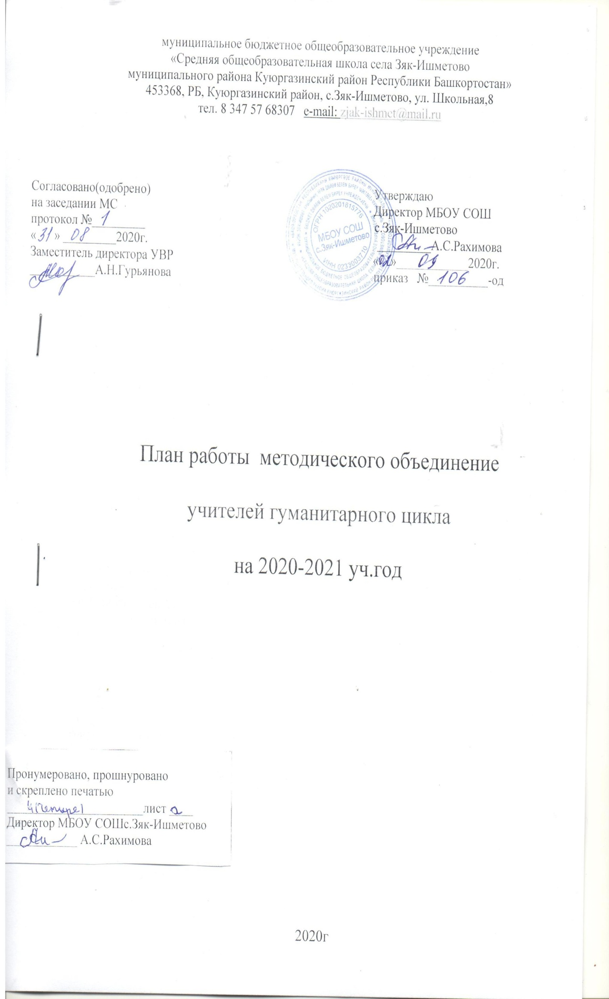 муниципальное бюджетное общеобразовательное учреждение
«Средняя общеобразовательная школа села Зяк-Ишметово
муниципального района Куюргазинский район Республики Башкортостан»
453368, РБ, Куюргазинский район, с.Зяк-Ишметово, ул. Школьная,8
тел. 8 347 57 68307 e-mail: zjak-ishmet@mail.ru
Согласовано(одобрено)
на заседании МС
протокол № 1
«31» 08 2020г.
Заместитель директора УВР
А.Н.Гурьянова
ОГРН 1020201815776
МБОУ СОШ
с.Зяк-Ишметово
ИНН 0233003710
Утверждаю
Директор МБОУ СОШ
с.Зяк-Ишметово
А.С.Рахимова
«02» 09 2020г.
приказ № 106 -од
План работы методического объединение
учителей гуманитарного цикла
на 2020-2021 уч.год
Пронумеровано, прошнуровано
и скреплено печатью
4(четыре) лист а
Директор МБОУ СОШс.Зяк-Ишметово
А.С.Рахимова
2020г